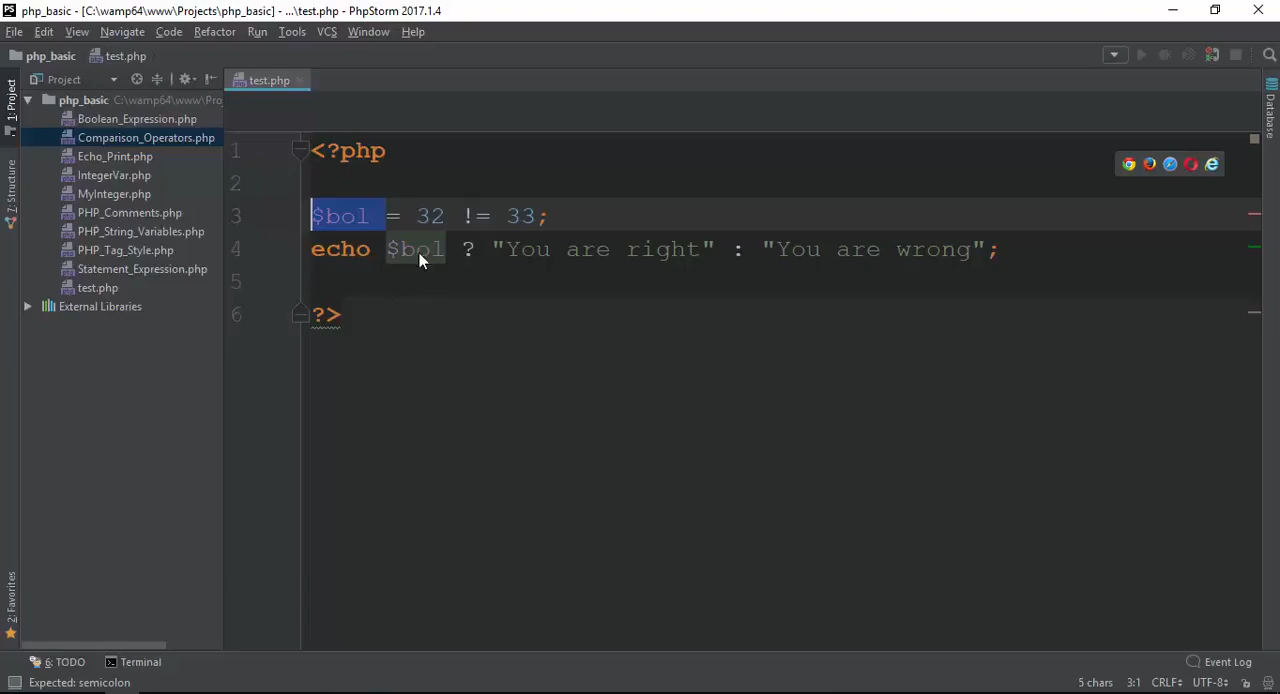 php_basic - [C:\wamp64\www\Projects\php_basic] - ...\test.php - PhpStorm 2017.1.4
File Edit View Navigate Code Refactor Run Tools VCS Window Help
php_basic test.php
Project
test.php
1: Project
7: Structure
2: Favorites
Database
php_basic C:\wamp64\www\Pro
Boolean_Expression.php
Comparison_Operators.php
Echo_Print.php
IntegerVar.php
MyInteger.php
PHP_Comments.php
PHP_String_Variables.php
PHP_Tag_Style.php
Statement_Expression.php
test.php
External Libraries
1 <?php
2
3 $bol = 32 != 33;
4 echo $bol ? "You are right" : "You are wrong";
5
6 ?>
6: TODO Terminal Event Log
Expected: semicolon 5 chars 3:1 CRLF UTF-8